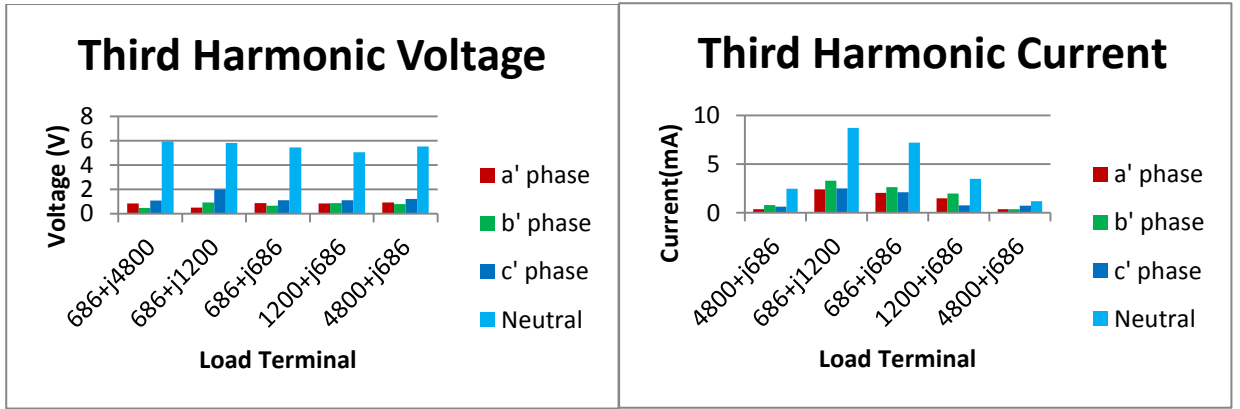 Third Harmonic Voltage
Voltage (V)
8
6
4
2
0
686+j4800
686+j1200
686+j686
1200+j686
4800+j686
Load Terminal
a' phase
b' phase
c' phase
Neutral
Third Harmonic Current
Current(mA)
10
5
0
4800+j686
686+j1200
686+j686
1200+j686
4800+j686
Load Terminal
a' phase
b' phase
c' phase
Neutral